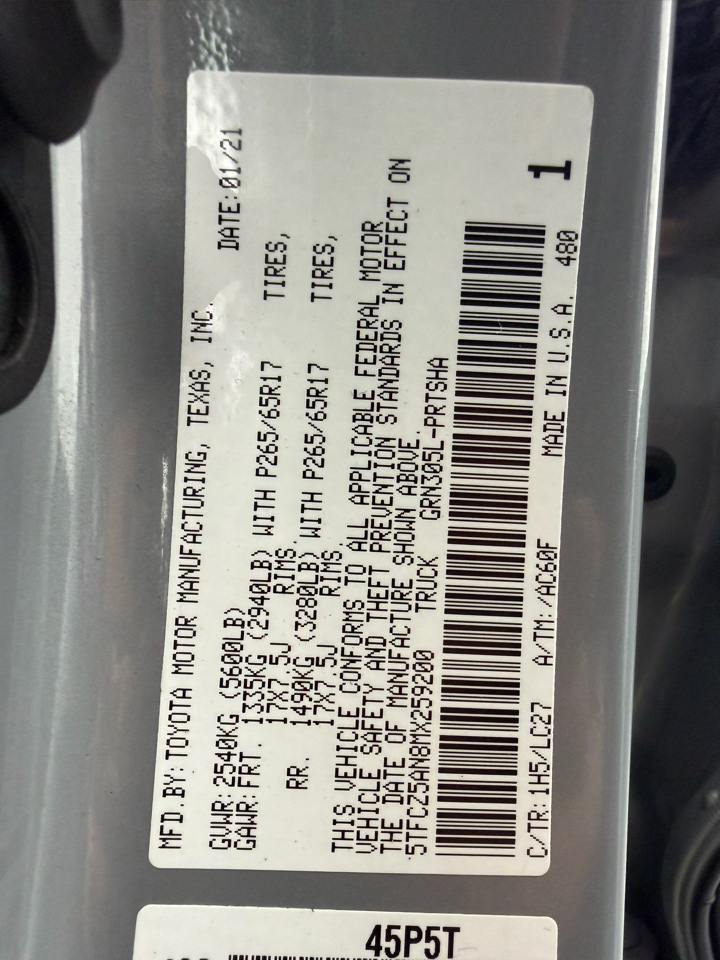 MFD.BY: TOYOTA MOTOR MANUFACTURING, TEXAS, INC.
DATE: 01/21
GVWR: 2540KG (5600LB)
GAWR: FRT. 1335KG (2940LB) WITH P265/65R17 TIRES,
17X7.5J RIMS.
RR. 1490KG (3280LB) WITH P265/65R17 TIRES,
17X7.5J RIMS
THIS VEHICLE CONFORMS TO ALL APPLICABLE FEDERAL MOTOR
VEHICLE SAFETY AND THEFT PREVENTION STANDARDS IN EFFECT ON
THE DATE OF MANUFACTURE SHOWN ABOVE.
5TFCZ5AN8MX259200 TRUCK GRN305L-PRTSHA
C/TR: 1H5/LC27 A/TM: /AC60F MADE IN U.S.A. 480
1
45P5T